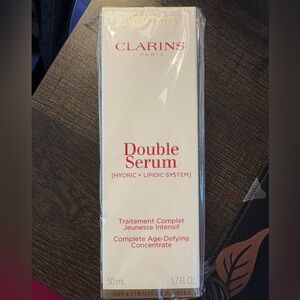 CLARINS
PARIS
Double
Serum
[HYDRIC + LIPIDIC SYSTEM]
Traitement Complet
Jeunesse Intensif
Complete Age-Defying
Concentrate
50 mL 1.7 Fl. Oz.